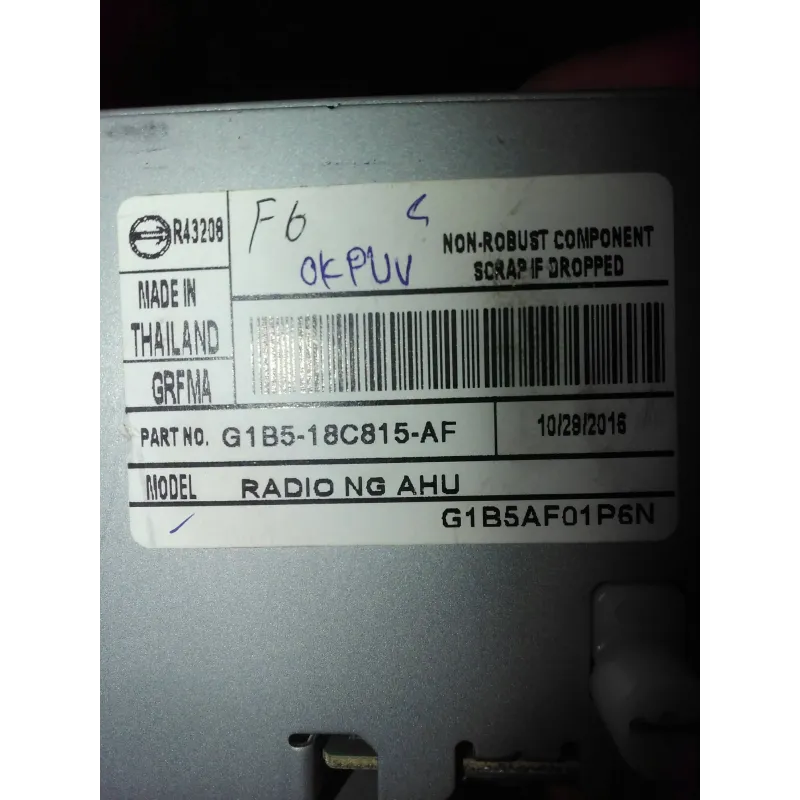 R43208
F6
OKPUV
NON-ROBUST COMPONENT
SCRAP IF DROPPED
MADE IN
THAILAND
GRFMA
PART NO. G1B5-18C815-AF
10/29/2016
MODEL RADIO NG AHU
G1B5AF01P6N